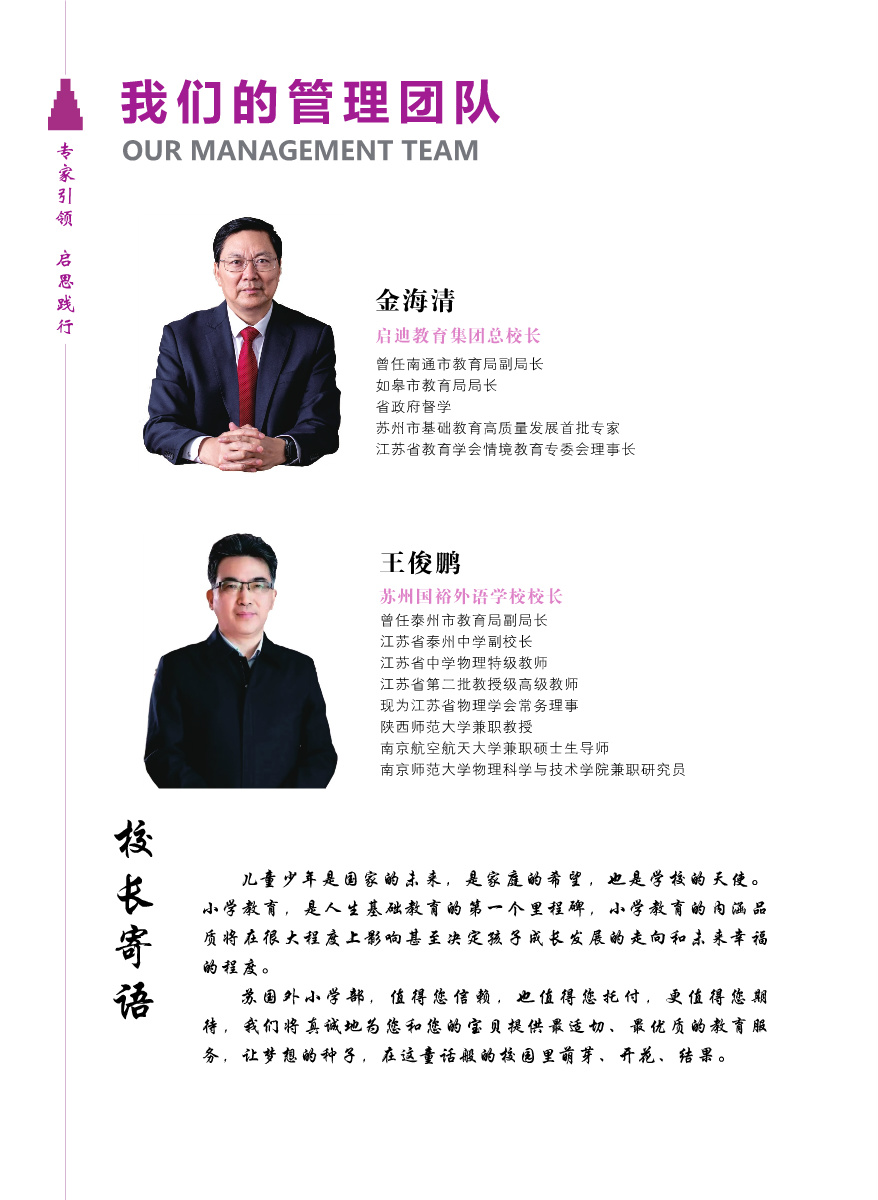 我们的管理团队
OUR MANAGEMENT TEAM
专家引领 启思践行
金海清
启迪教育集团总校长
曾任南通市教育局副局长
如皋市教育局局长
省政府督学
苏州市基础教育高质量发展首批专家
江苏省教育学会情境教育专委会理事长
王俊鹏
苏州国裕外语学校校长
曾任泰州市教育局副局长
江苏省泰州中学副校长
江苏省中学物理特级教师
江苏省第二批教授级高级教师
现为江苏省物理学会常务理事
陕西师范大学兼职教授
南京航空航天大学兼职硕士生导师
南京师范大学物理科学与技术学院兼职研究员
校长寄语
儿童少年是国家的未来，是家庭的希望，也是学校的天使。
小学教育，是人生基础教育的第一个里程碑，小学教育的内涵品
质将在很大程度上影响甚至决定孩子成长发展的走向和未来幸福
的程度。
苏国外小学部，值得您信赖，也值得您托付，更值得您期
待，我们将真诚地为您和您的宝贝提供最适切、最优质的教育服
务，让梦想的种子，在这童话般的校园里萌芽、开花、结果。